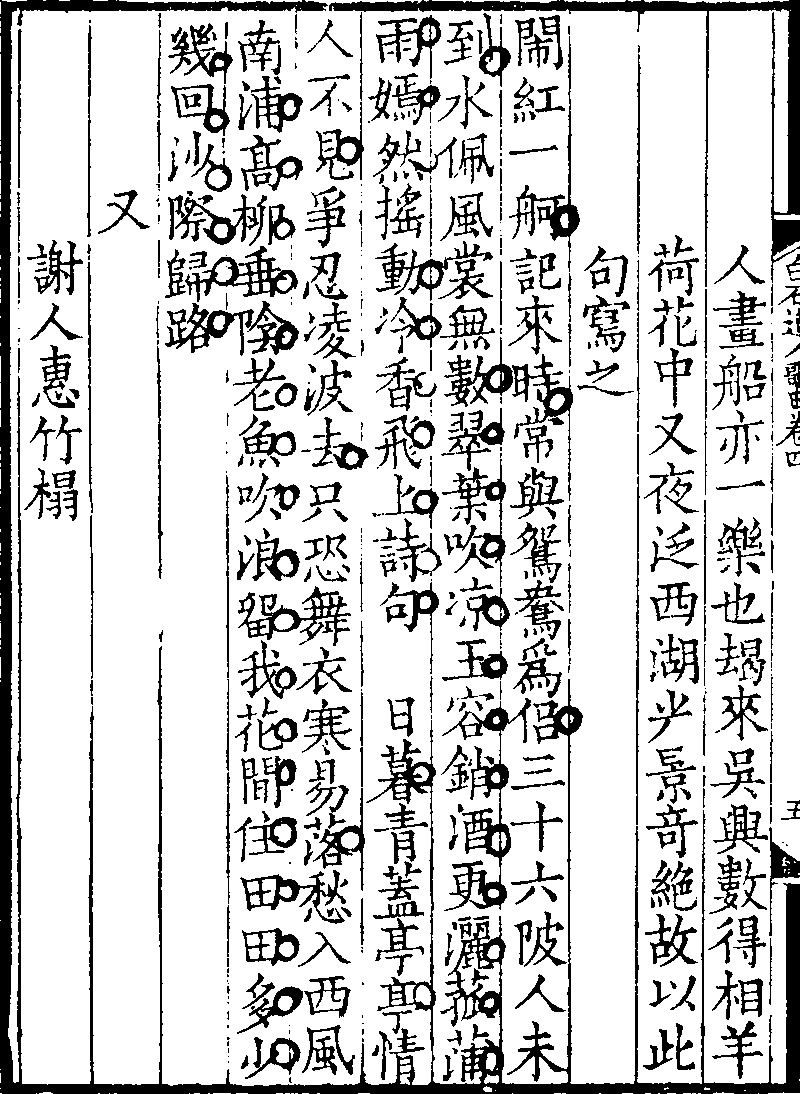 白石道人歌曲卷四
五
人畫船亦一樂也朅來吳興數得相羊
荷花中又夜泛西湖光景奇絶故以此
句寫之
鬧紅一舸記來時常與鴛鴦爲侶三十六陂人未
到水佩風裳無數翠葉吹凉玉容銷酒更灑菰蒲
雨嫣然搖動冷香飛上詩句　日暮青蓋亭亭情
人不見爭忍凌波去只恐舞衣寒易落愁入西風
南浦髙柳垂陰老魚吹浪畱我花間住田田多少
幾回沙際歸路
又
謝人惠竹榻